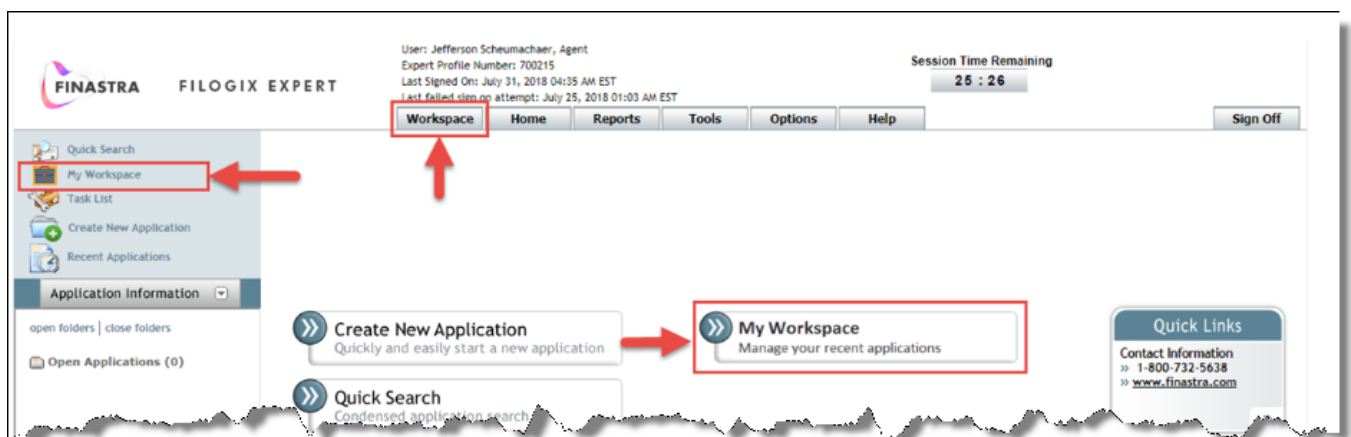 User: Jefferson Scheumachaer, Agent
Expert Profile Number: 700215
Last Signed On: July 31, 2018 04:35 AM EST
Last failed sign on attempt: July 25, 2018 01:03 AM EST
Session Time Remaining
25 : 26
FINASTRA FILOGIX EXPERT
Workspace Home Reports Tools Options Help Sign Off
Quick Search
My Workspace
Task List
Create New Application
Recent Applications
Application Information
open folders | close folders
Open Applications (0)
Create New Application
Quickly and easily start a new application
My Workspace
Manage your recent applications
Quick Search
Condensed application search
Quick Links
Contact Information
» 1-800-732-5638
» www.finastra.com